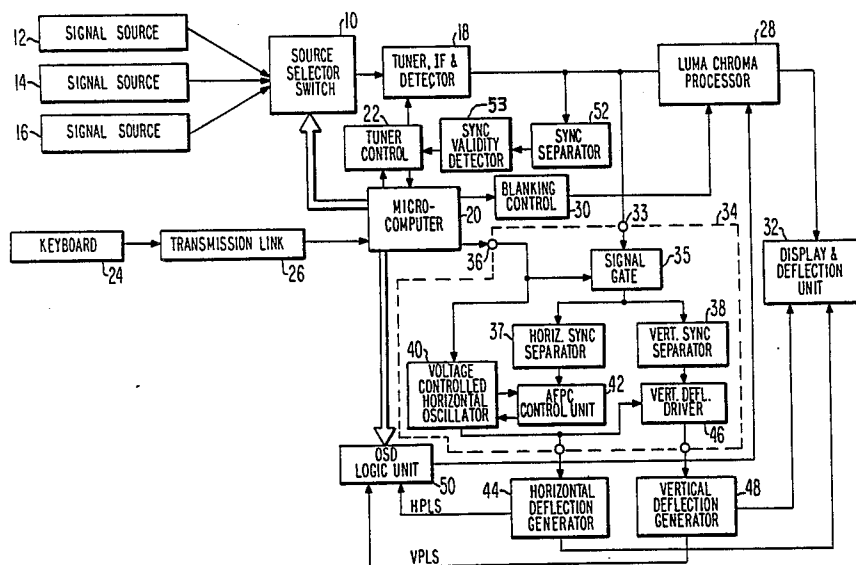 12
SIGNAL SOURCE
14
SIGNAL SOURCE
16
SIGNAL SOURCE
10
SOURCE
SELECTOR
SWITCH
18
TUNER, IF &
DETECTOR
28
LUMA CHROMA
PROCESSOR
22
TUNER
CONTROL
53
SYNC
VALIDITY
DETECTOR
52
SYNC
SEPARATOR
MICRO-
COMPUTER
20
BLANKING
CONTROL
30
33
34
KEYBOARD
24
TRANSMISSION LINK
26
36
SIGNAL
GATE
35
32
DISPLAY &
DEFLECTION
UNIT
37
HORIZ. SYNC
SEPARATOR
38
VERT. SYNC
SEPARATOR
40
VOLTAGE
CONTROLLED
HORIZONTAL
OSCILLATOR
42
AFPC
CONTROL UNIT
VERT. DEFL.
DRIVER
46
OSD
LOGIC UNIT
50
HPLS
44
HORIZONTAL
DEFLECTION
GENERATOR
VERTICAL
DEFLECTION
GENERATOR
48
VPLS